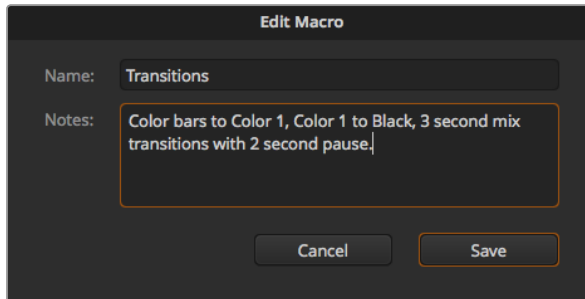 Edit Macro
Name: Transitions
Notes: Color bars to Color 1, Color 1 to Black, 3 second mix
transitions with 2 second pause.
Cancel Save